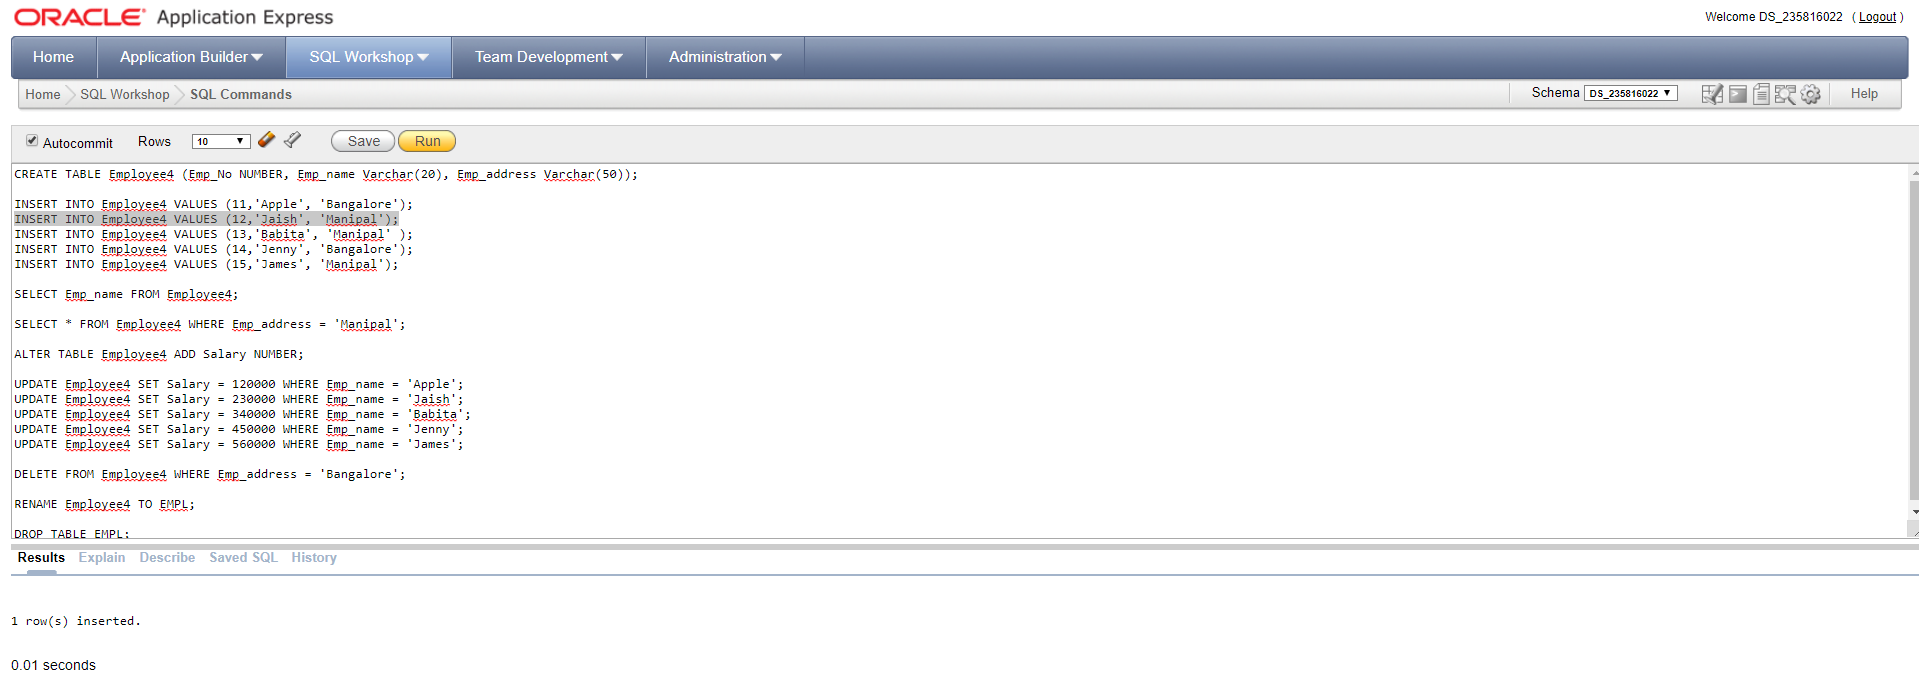 ORACLE® Application Express
Welcome DS_235816022 ( Logout )
Home Application Builder SQL Workshop Team Development Administration
Home SQL Workshop SQL Commands Schema DS_235816022 Help
Autocommit Rows 10 Save Run
CREATE TABLE Employee4 (Emp_No NUMBER, Emp_name Varchar(20), Emp_address Varchar(50));
INSERT INTO Employee4 VALUES (11,'Apple', 'Bangalore');
INSERT INTO Employee4 VALUES (12,'Jaish', 'Manipal');
INSERT INTO Employee4 VALUES (13,'Babita', 'Manipal' );
INSERT INTO Employee4 VALUES (14,'Jenny', 'Bangalore');
INSERT INTO Employee4 VALUES (15,'James', 'Manipal');
SELECT Emp_name FROM Employee4;
SELECT * FROM Employee4 WHERE Emp_address = 'Manipal';
ALTER TABLE Employee4 ADD Salary NUMBER;
UPDATE Employee4 SET Salary = 120000 WHERE Emp_name = 'Apple';
UPDATE Employee4 SET Salary = 230000 WHERE Emp_name = 'Jaish';
UPDATE Employee4 SET Salary = 340000 WHERE Emp_name = 'Babita';
UPDATE Employee4 SET Salary = 450000 WHERE Emp_name = 'Jenny';
UPDATE Employee4 SET Salary = 560000 WHERE Emp_name = 'James';
DELETE FROM Employee4 WHERE Emp_address = 'Bangalore';
RENAME Employee4 TO EMPL;
DROP TABLE EMPL;
Results Explain Describe Saved SQL History
1 row(s) inserted.
0.01 seconds